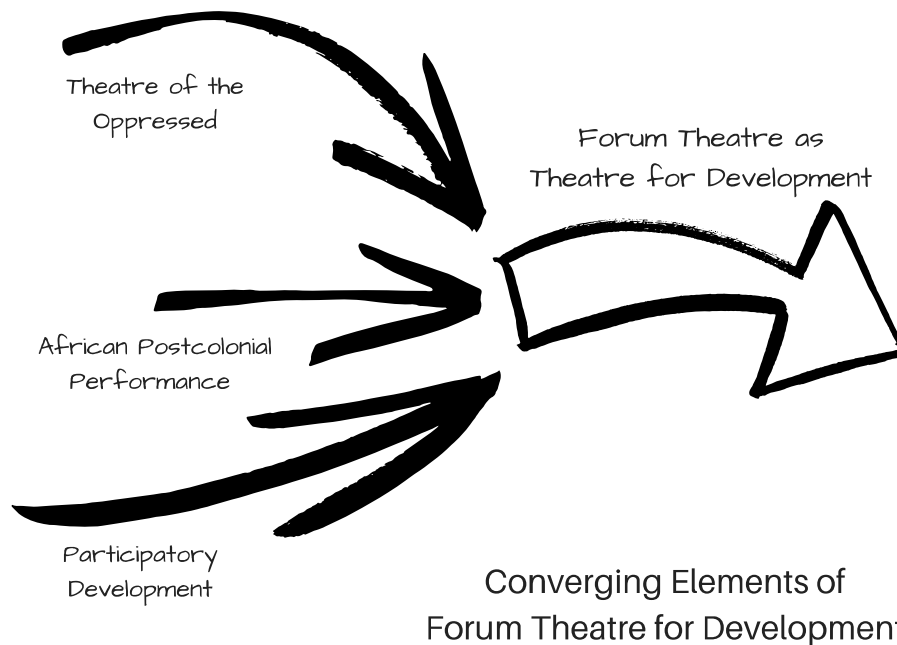 Theatre of the
Oppressed
Forum Theatre as
Theatre for Development
African Postcolonial
Performance
Participatory
Development
Converging Elements of
Forum Theatre for Development